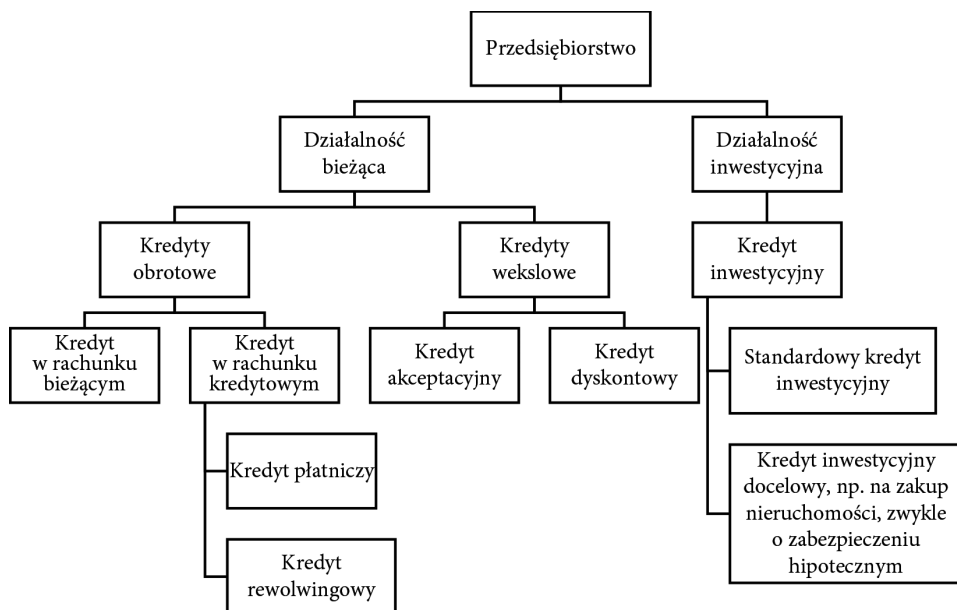 Przedsiębiorstwo
Działalność
bieżąca
Działalność
inwestycyjna
Kredyty
obrotowe
Kredyty
wekslowe
Kredyt
inwestycyjny
Kredyt
w rachunku
bieżącym
Kredyt
w rachunku
kredytowym
Kredyt
akceptacyjny
Kredyt
dyskontowy
Standardowy kredyt
inwestycyjny
Kredyt płatniczy
Kredyt inwestycyjny
docelowy, np. na zakup
nieruchomości, zwykle
o zabezpieczeniu
hipotecznym
Kredyt
rewolwingowy